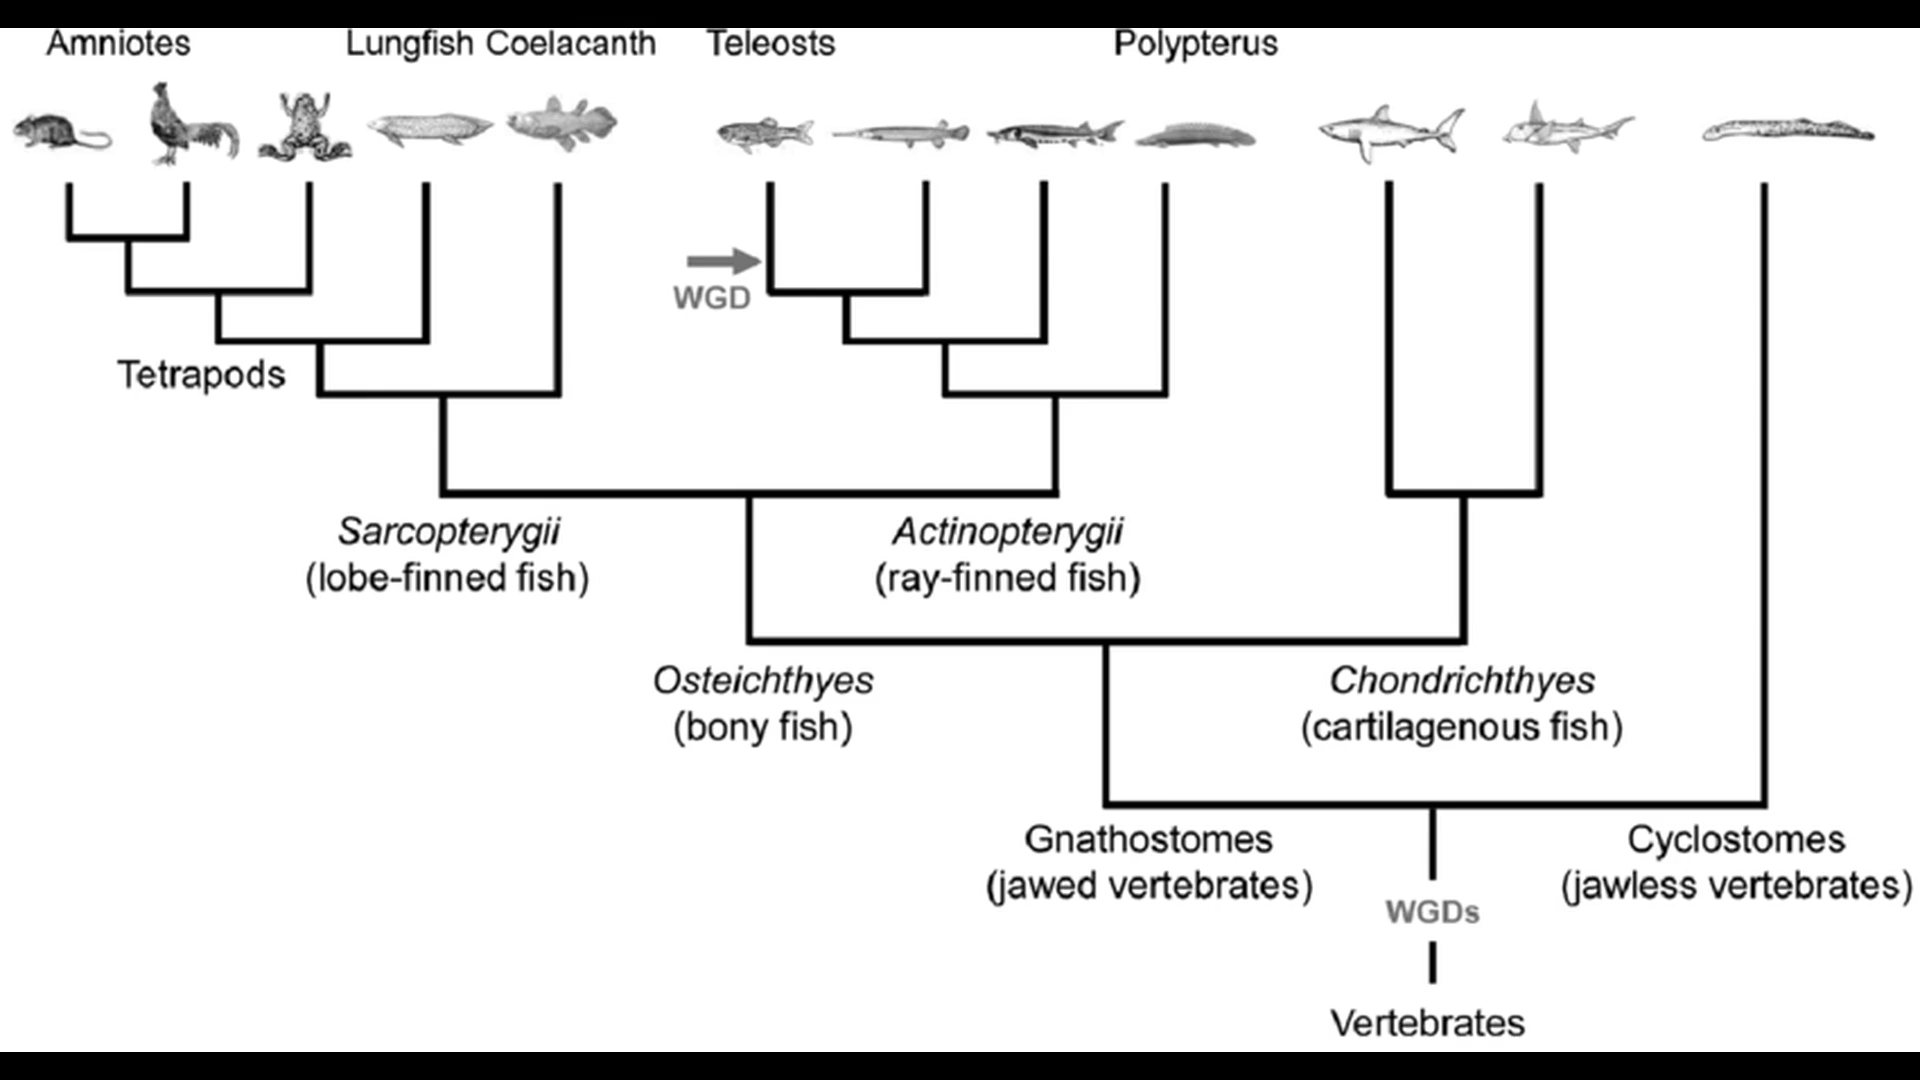 Amniotes Lungfish Coelacanth Teleosts Polypterus
WGD
Tetrapods
Sarcopterygii
(lobe-finned fish)
Actinopterygii
(ray-finned fish)
Osteichthyes
(bony fish)
Chondrichthyes
(cartilagenous fish)
Gnathostomes
(jawed vertebrates)
Cyclostomes
(jawless vertebrates)
WGDs
Vertebrates